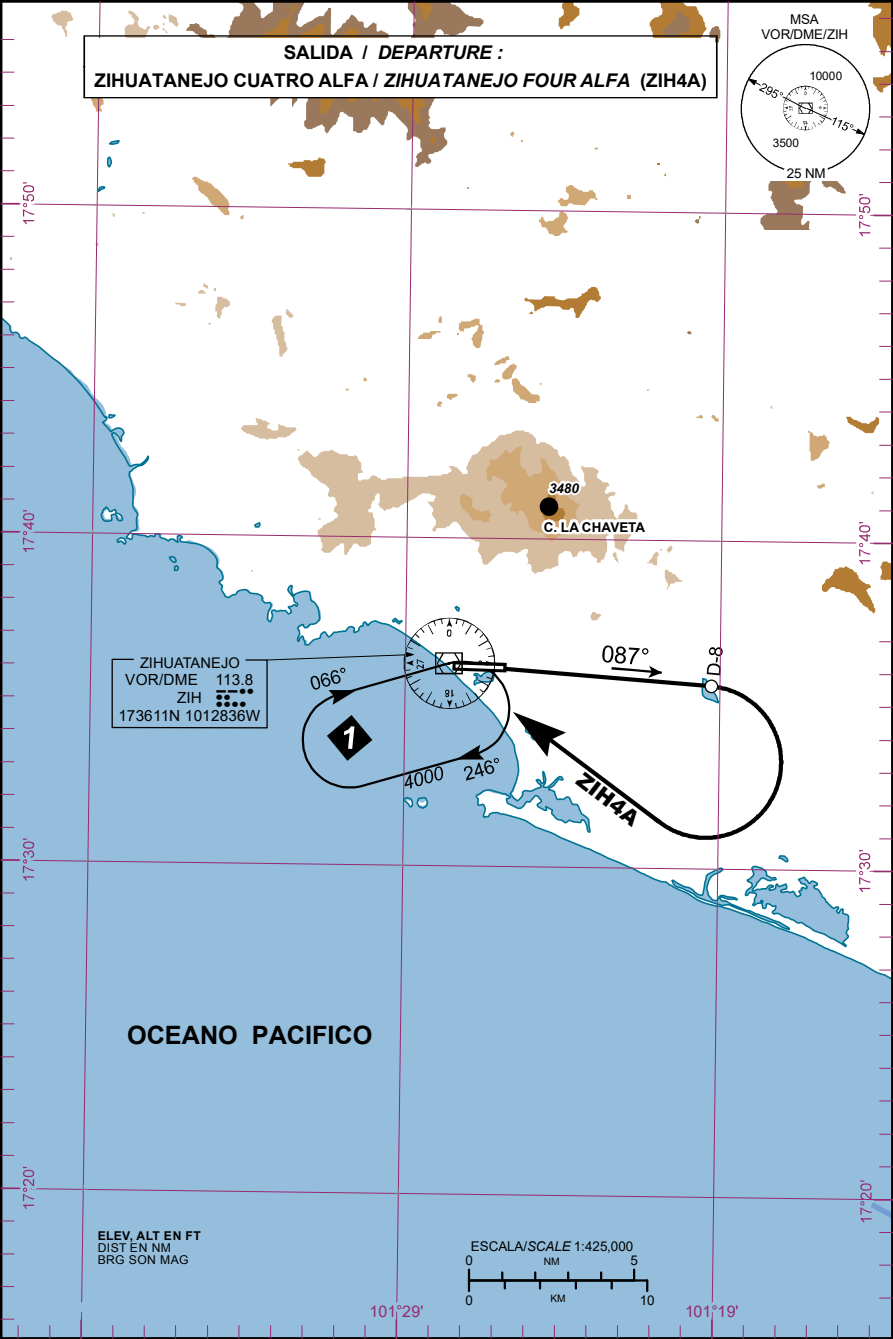 SALIDA / DEPARTURE :
ZIHUATANEJO CUATRO ALFA / ZIHUATANEJO FOUR ALFA (ZIH4A)
MSA
VOR/DME/ZIH
10000
295°
115°
3500
25 NM
17°50'
17°50'
3480
C. LA CHAVETA
17°40'
17°40'
ZIHUATANEJO
VOR/DME 113.8
ZIH
173611N 1012836W
0
27
18
087°
D-8
066°
1
4000
246°
ZIH4A
17°30'
17°30'
OCEANO PACIFICO
17°20'
17°20'
ELEV, ALT EN FT
DIST EN NM
BRG SON MAG
ESCALA/SCALE 1:425,000
0 NM 5
0 KM 10
101°29'
101°19'